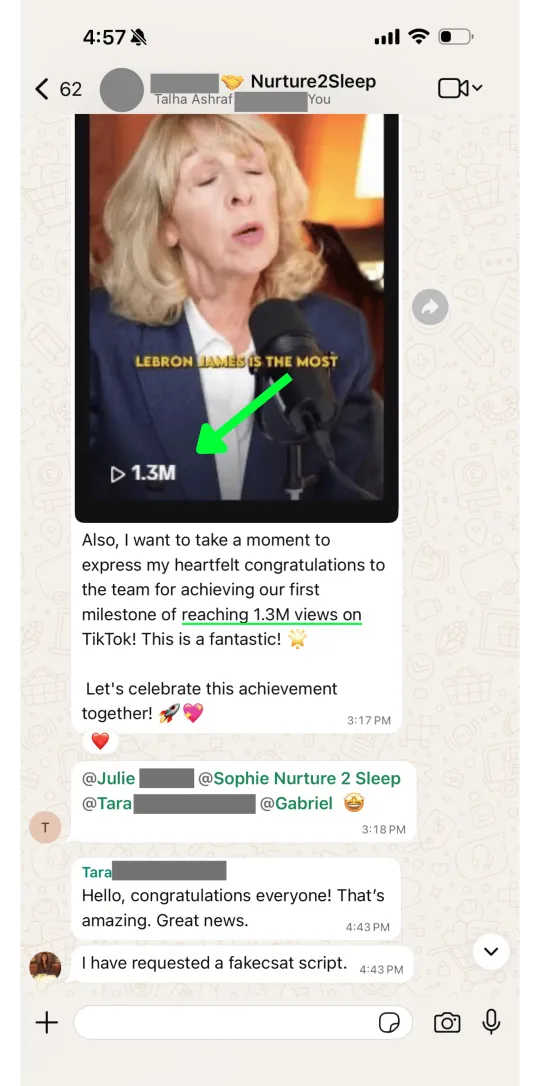 4:57
62
🤝 Nurture2Sleep
Talha Ashraf You
LEBRON JAMES IS THE MOST
1.3M
Also, I want to take a moment to
express my heartfelt congratulations to
the team for achieving our first
milestone of reaching 1.3M views on
TikTok! This is a fantastic! 🌟
Let's celebrate this achievement
together! 🚀💖
3:17 PM
❤️
@Julie @Sophie Nurture 2 Sleep
@Tara @Gabriel 🤩
T
3:18 PM
Tara
Hello, congratulations everyone! That’s
amazing. Great news.
4:43 PM
I have requested a fakecsat script.
4:43 PM